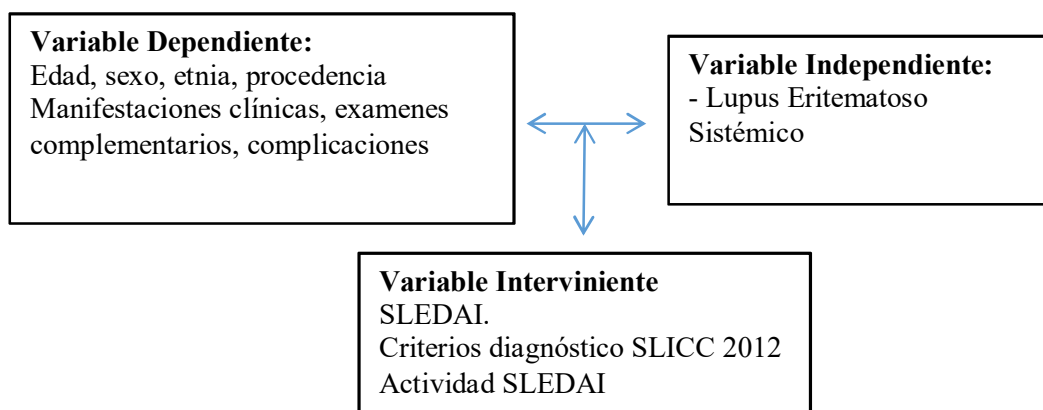 Variable Dependiente:
Edad, sexo, etnia, procedencia
Manifestaciones clínicas, examenes
complementarios, complicaciones
Variable Independiente:
- Lupus Eritematoso
Sistémico
Variable Interviniente
SLEDAI.
Criterios diagnóstico SLICC 2012
Actividad SLEDAI